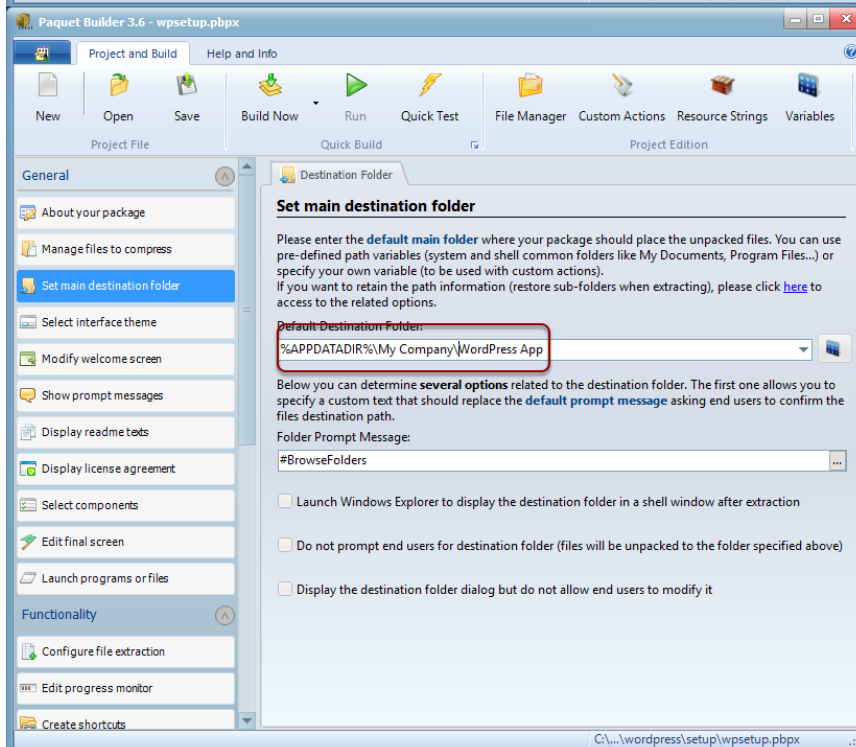 Paquet Builder 3.6 - wpsetup.pbpx
Project and Build
Help and Info
New
Open
Save
Build Now
Run
Quick Test
File Manager
Custom Actions
Resource Strings
Variables
Project File
Quick Build
Project Edition
General
About your package
Manage files to compress
Set main destination folder
Select interface theme
Modify welcome screen
Show prompt messages
Display readme texts
Display license agreement
Select components
Edit final screen
Launch programs or files
Functionality
Configure file extraction
Edit progress monitor
Create shortcuts
Destination Folder
Set main destination folder
Please enter the default main folder where your package should place the unpacked files. You can use
pre-defined path variables (system and shell common folders like My Documents, Program Files...) or
specify your own variable (to be used with custom actions).
If you want to retain the path information (restore sub-folders when extracting), please click here to
access to the related options.
Default Destination Folder:
%APPDATADIR%\My Company\WordPress App
Below you can determine several options related to the destination folder. The first one allows you to
specify a custom text that should replace the default prompt message asking end users to confirm the
files destination path.
Folder Prompt Message:
#BrowseFolders
...
Launch Windows Explorer to display the destination folder in a shell window after extraction
Do not prompt end users for destination folder (files will be unpacked to the folder specified above)
Display the destination folder dialog but do not allow end users to modify it
C:\...\wordpress\setup\wpsetup.pbpx